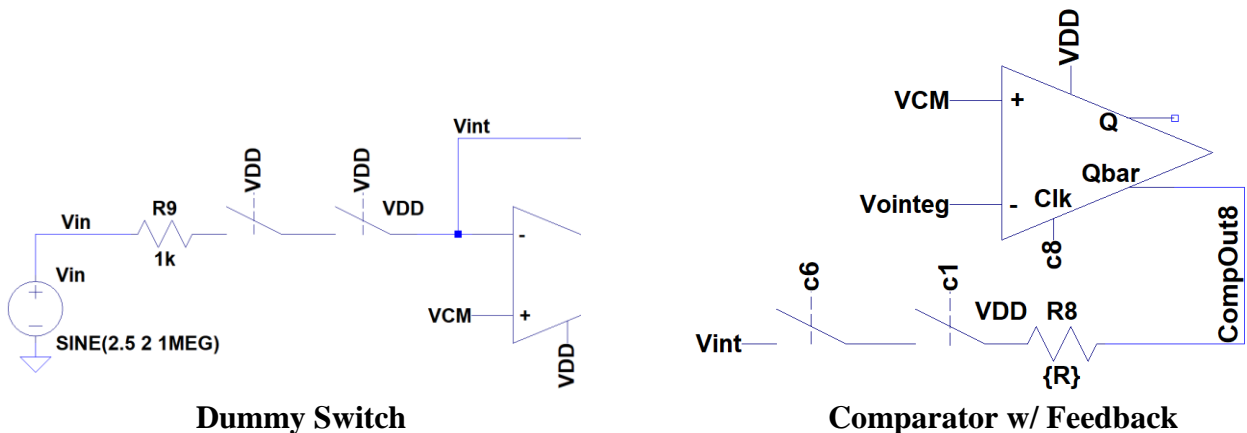 VDD
VDD
Vint
R9
VDD
Vin
-
1k
Vin
+
-
VCM
+
SINE(2.5 2 1MEG)
VDD
Dummy Switch
VDD
VCM
+
Q
Qbar
Vointeg
-
Clk
c8
CompOut8
c6
c1
VDD
R8
Vint
{R}
Comparator w/ Feedback